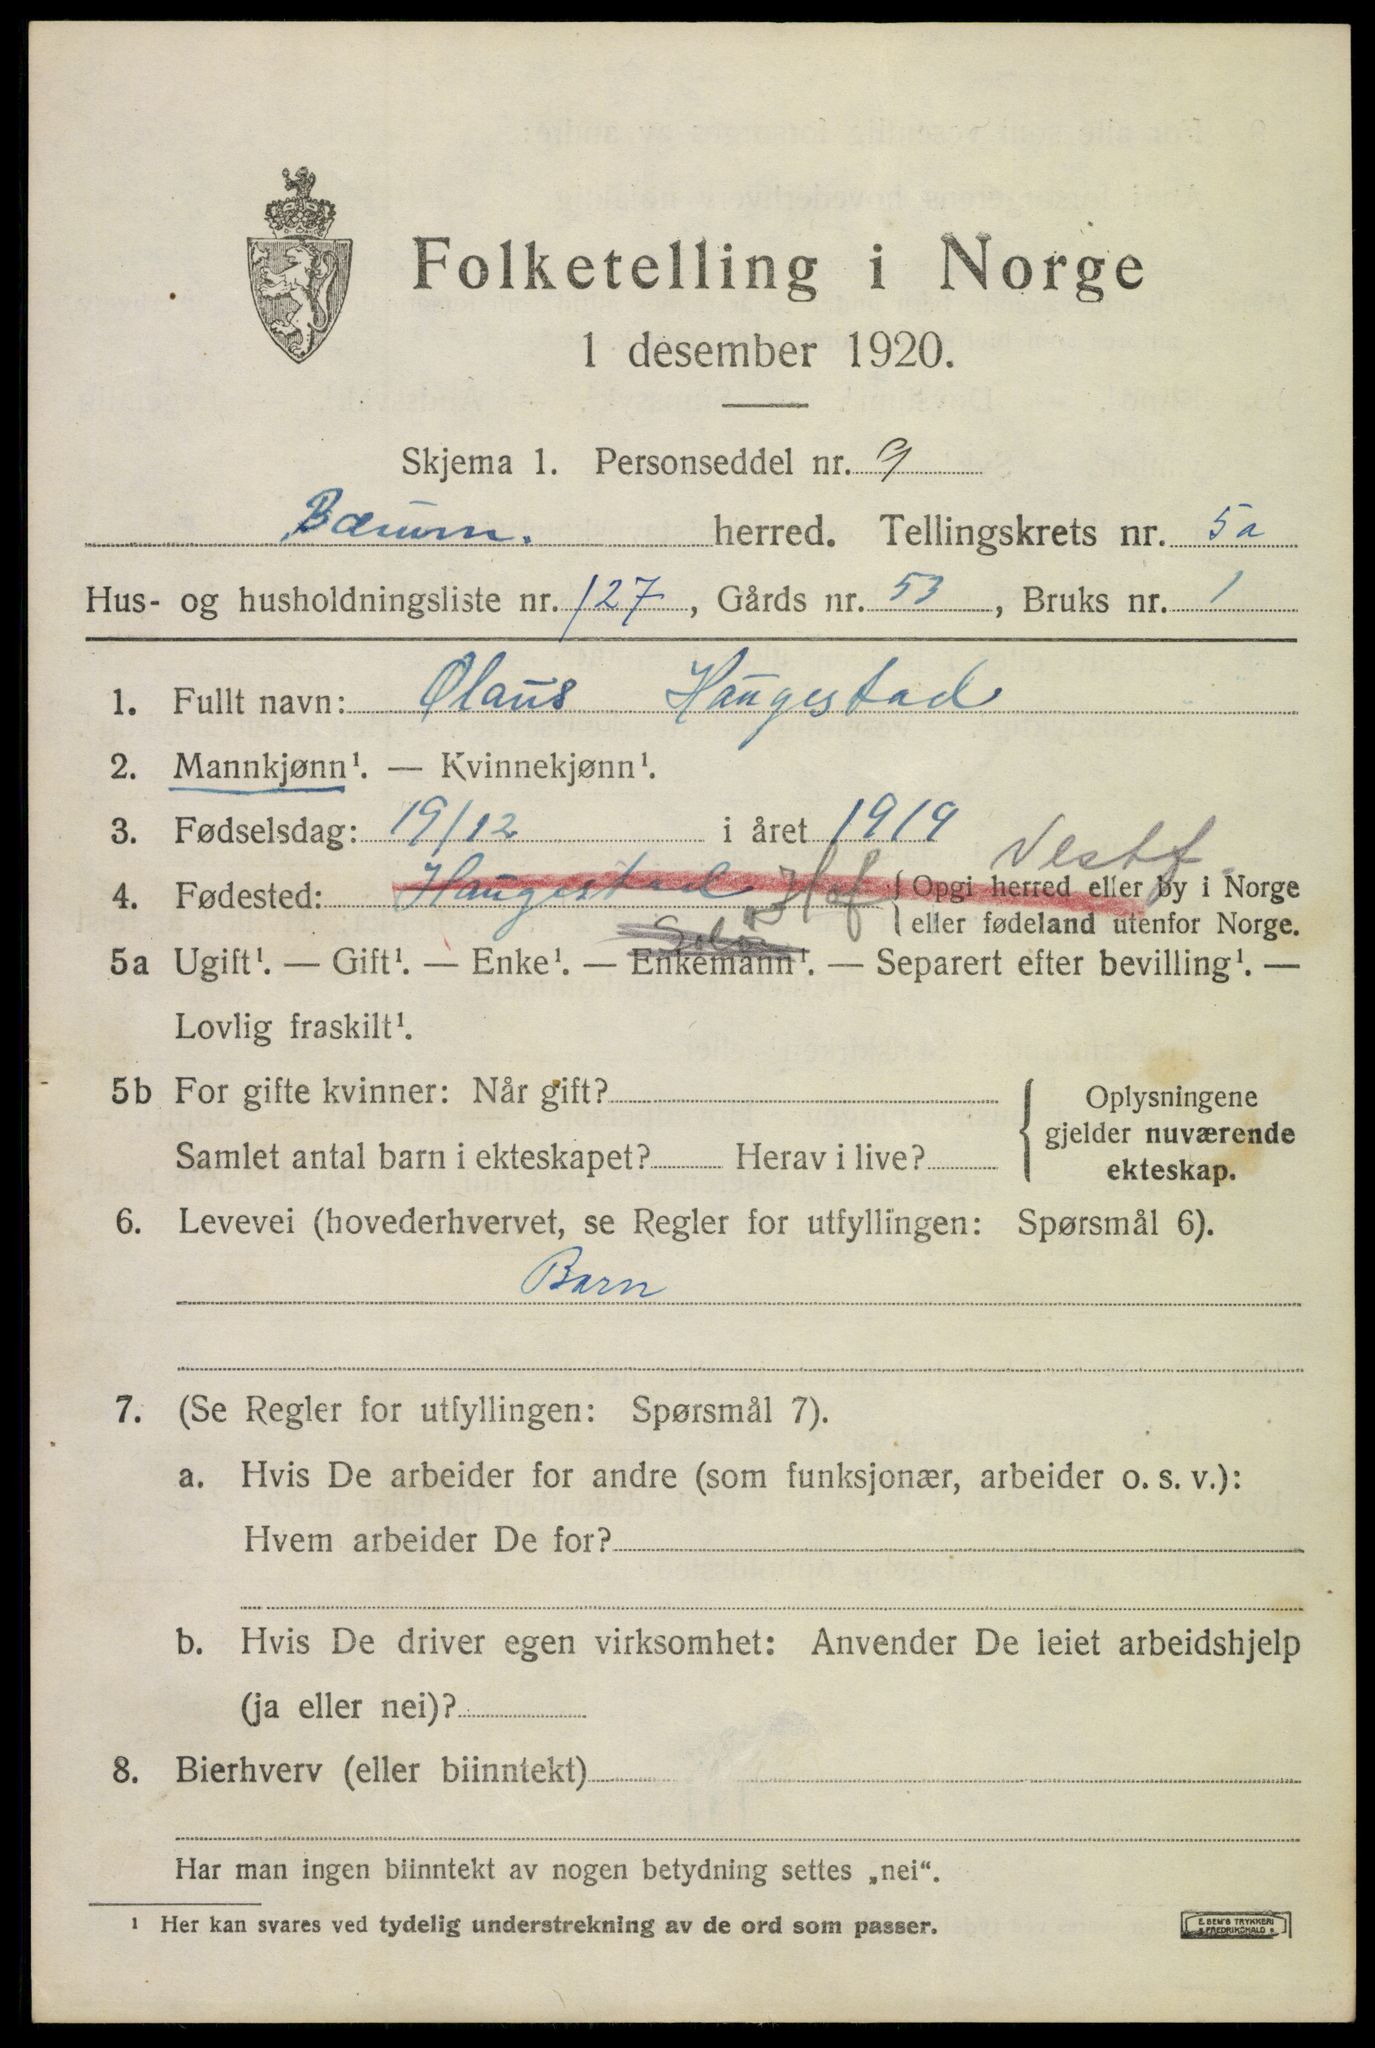 Folketelling i Norge
1 desember 1920.
Skjema 1. Personseddel nr. 9
Bærum. herred. Tellingskrets nr. 5a
Hus- og husholdningsliste nr. 127, Gårds nr. 53, Bruks nr. 1
1. Fullt navn: Olaus Haugestad
2. Mannkjønn¹. — Kvinnekjønn¹.
3. Fødselsdag: 19/12 i året 1919
Vestf.
4. Fødested: Haugestad Hof { Opgi herred eller by i Norge
eller fødeland utenfor Norge.
5a Ugift¹. — Gift¹. — Enke¹. — Enkemann¹. — Separert efter bevilling¹. —
Lovlig fraskilt¹.
5b For gifte kvinner: Når gift?
Samlet antal barn i ekteskapet? Herav i live?
{ Oplysningene
gjelder nuværende
ekteskap.
6. Levevei (hovederhvervet, se Regler for utfyllingen: Spørsmål 6).
Barn
7. (Se Regler for utfyllingen: Spørsmål 7).
a. Hvis De arbeider for andre (som funksjonær, arbeider o. s. v.):
Hvem arbeider De for?
b. Hvis De driver egen virksomhet: Anvender De leiet arbeidshjelp
(ja eller nei)?
8. Bierhverv (eller biinntekt)
Har man ingen biinntekt av nogen betydning settes „nei“.
¹ Her kan svares ved tydelig understrekning av de ord som passer.
E. SEM'S TRYKKERI
FREDRIKSHALD